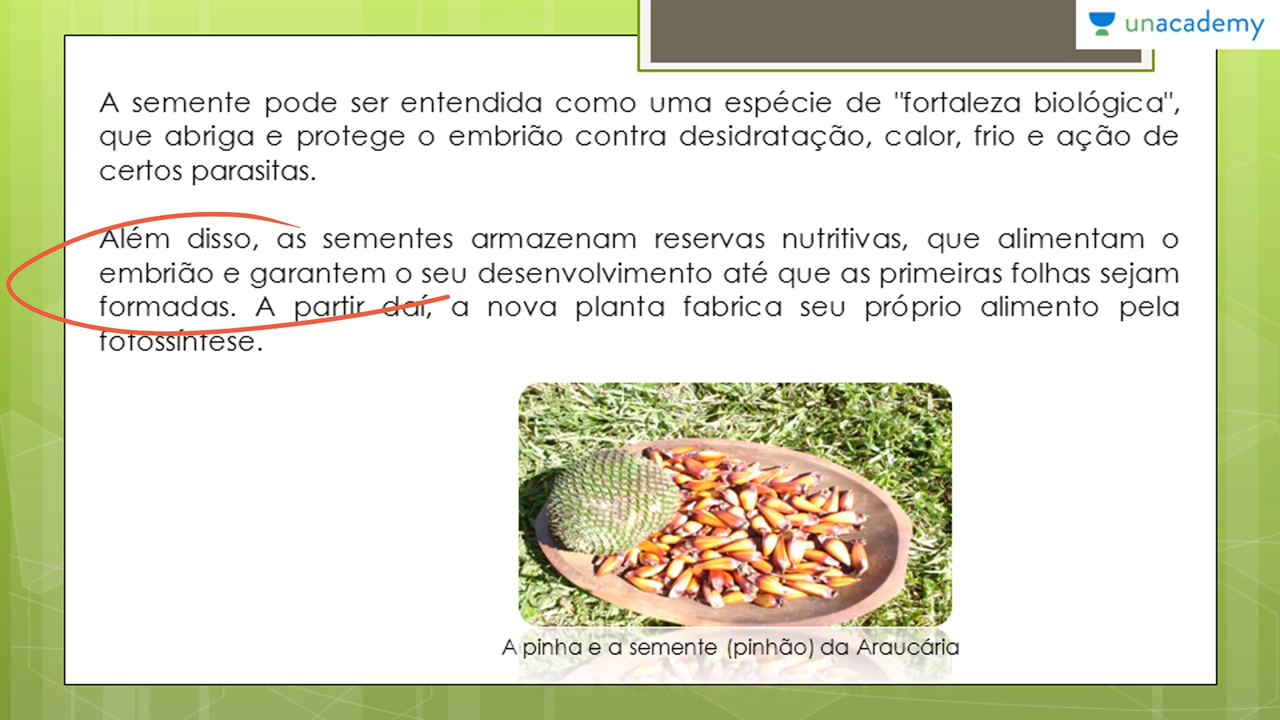 unacademy
A semente pode ser entendida como uma espécie de "fortaleza biológica",
que abriga e protege o embrião contra desidratação, calor, frio e ação de
certos parasitas.
Além disso, as sementes armazenam reservas nutritivas, que alimentam o
embrião e garantem o seu desenvolvimento até que as primeiras folhas sejam
formadas. A partir daí, a nova planta fabrica seu próprio alimento pela
fotossíntese.
A pinha e a semente (pinhão) da Araucária